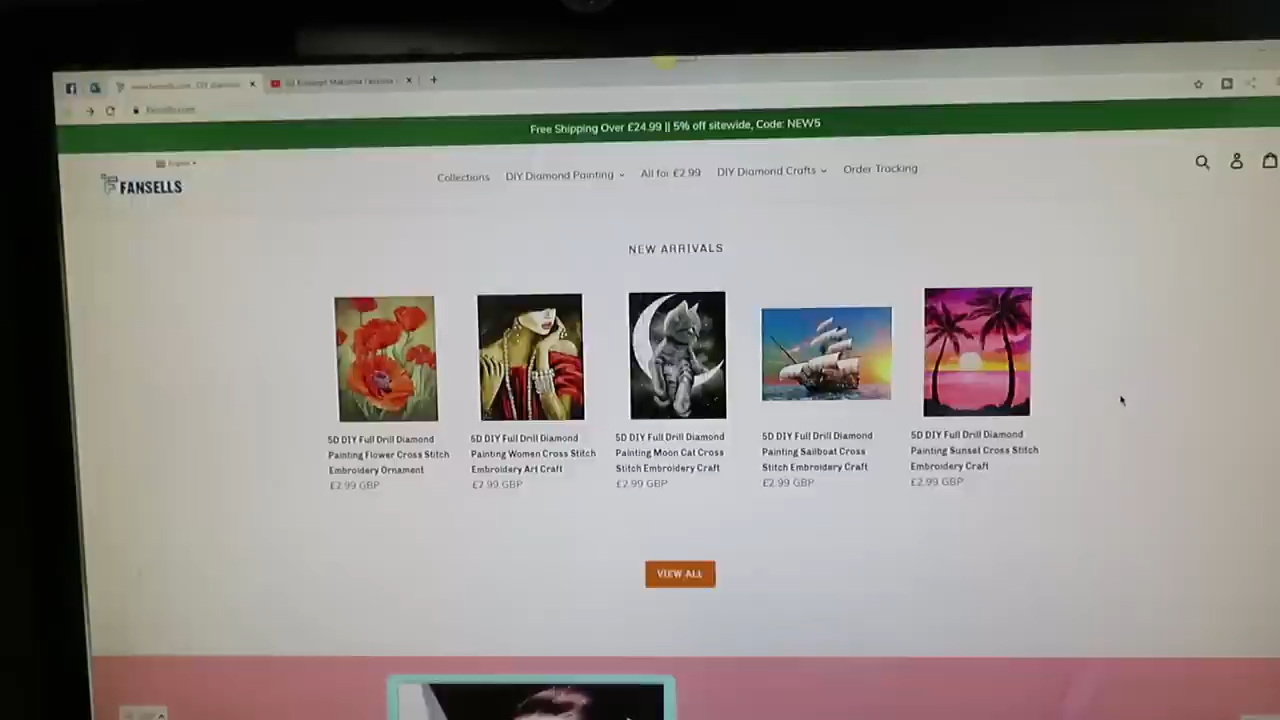 Free Shipping Over £24.99 || 5% off sitewide, Code: NEW5
English
FANSELLS
Collections
DIY Diamond Painting
All for £2.99
DIY Diamond Crafts
Order Tracking
NEW ARRIVALS
5D DIY Full Drill Diamond
Painting Flower Cross Stitch
Embroidery Ornament
£2.99 GBP
5D DIY Full Drill Diamond
Painting Women Cross Stitch
Embroidery Art Craft
£2.99 GBP
5D DIY Full Drill Diamond
Painting Moon Cat Cross
Stitch Embroidery Craft
£2.99 GBP
5D DIY Full Drill Diamond
Painting Sailboat Cross
Stitch Embroidery Craft
£2.99 GBP
5D DIY Full Drill Diamond
Painting Sunset Cross Stitch
Embroidery Craft
£2.99 GBP
VIEW ALL